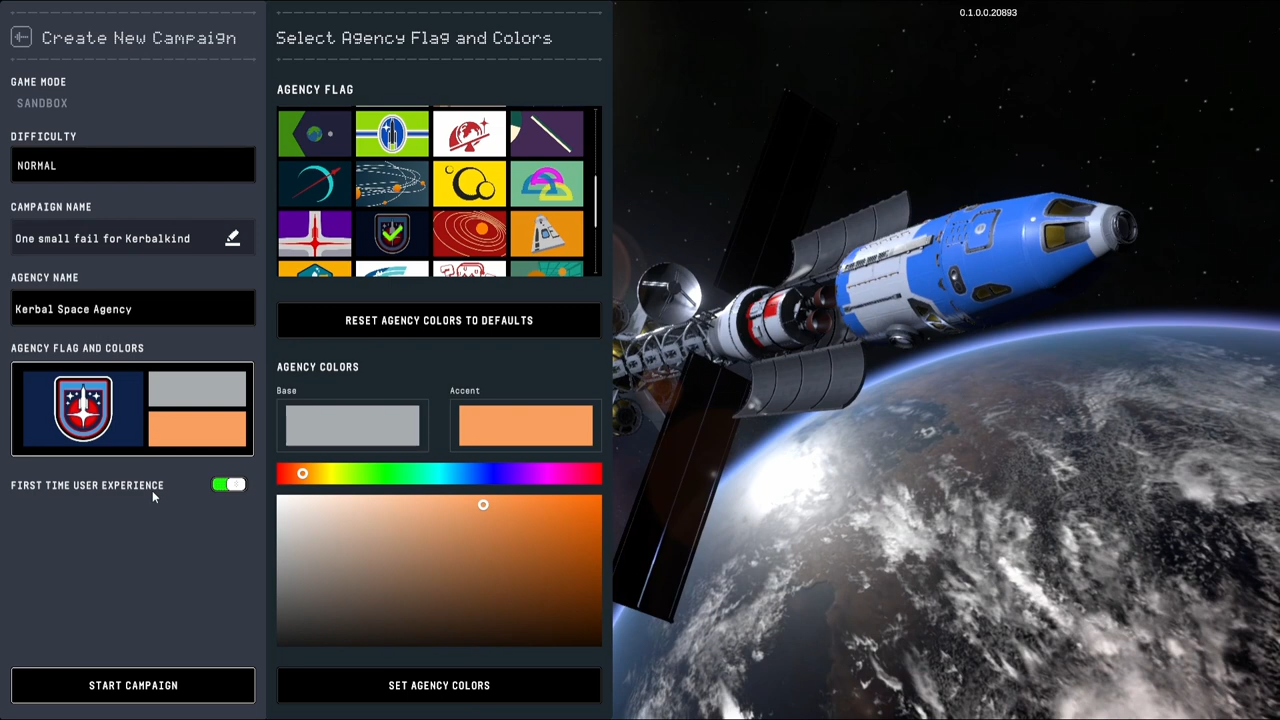 0.1.0.0.20893
Create New Campaign
GAME MODE
SANDBOX
DIFFICULTY
NORMAL
CAMPAIGN NAME
One small fail for Kerbalkind
AGENCY NAME
Kerbal Space Agency
AGENCY FLAG AND COLORS
FIRST TIME USER EXPERIENCE
START CAMPAIGN
Select Agency Flag and Colors
AGENCY FLAG
RESET AGENCY COLORS TO DEFAULTS
AGENCY COLORS
Base
Accent
SET AGENCY COLORS